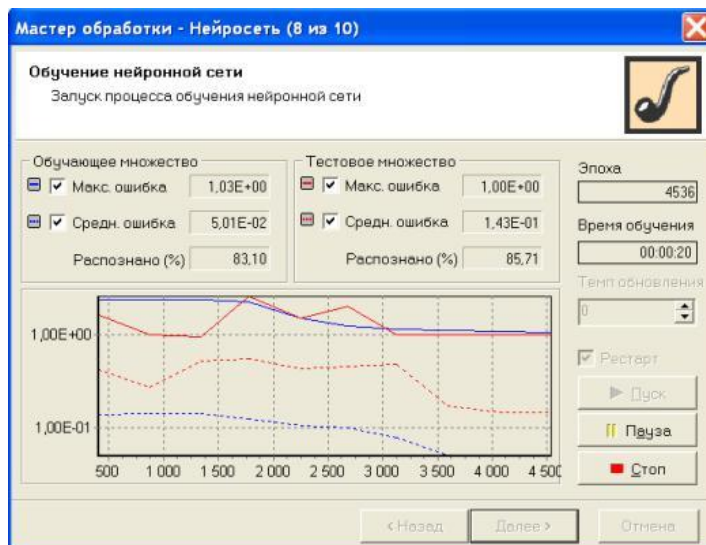 Мастер обработки - Нейросеть (8 из 10)
Обучение нейронной сети
Запуск процесса обучения нейронной сети
Обучающее множество
Макс. ошибка 1,03E+00
Средн. ошибка 5,01E-02
Распознано (%) 83,10
Тестовое множество
Макс. ошибка 1,00E+00
Средн. ошибка 1,43E-01
Распознано (%) 85,71
Эпоха
4536
Время обучения
00:00:20
Темп обновления
0
Рестарт
Пуск
Пауза
Стоп
1,00E+00
1,00E-01
500 1 000 1 500 2 000 2 500 3 000 3 500 4 000 4 500
< Назад
Далее >
Отмена